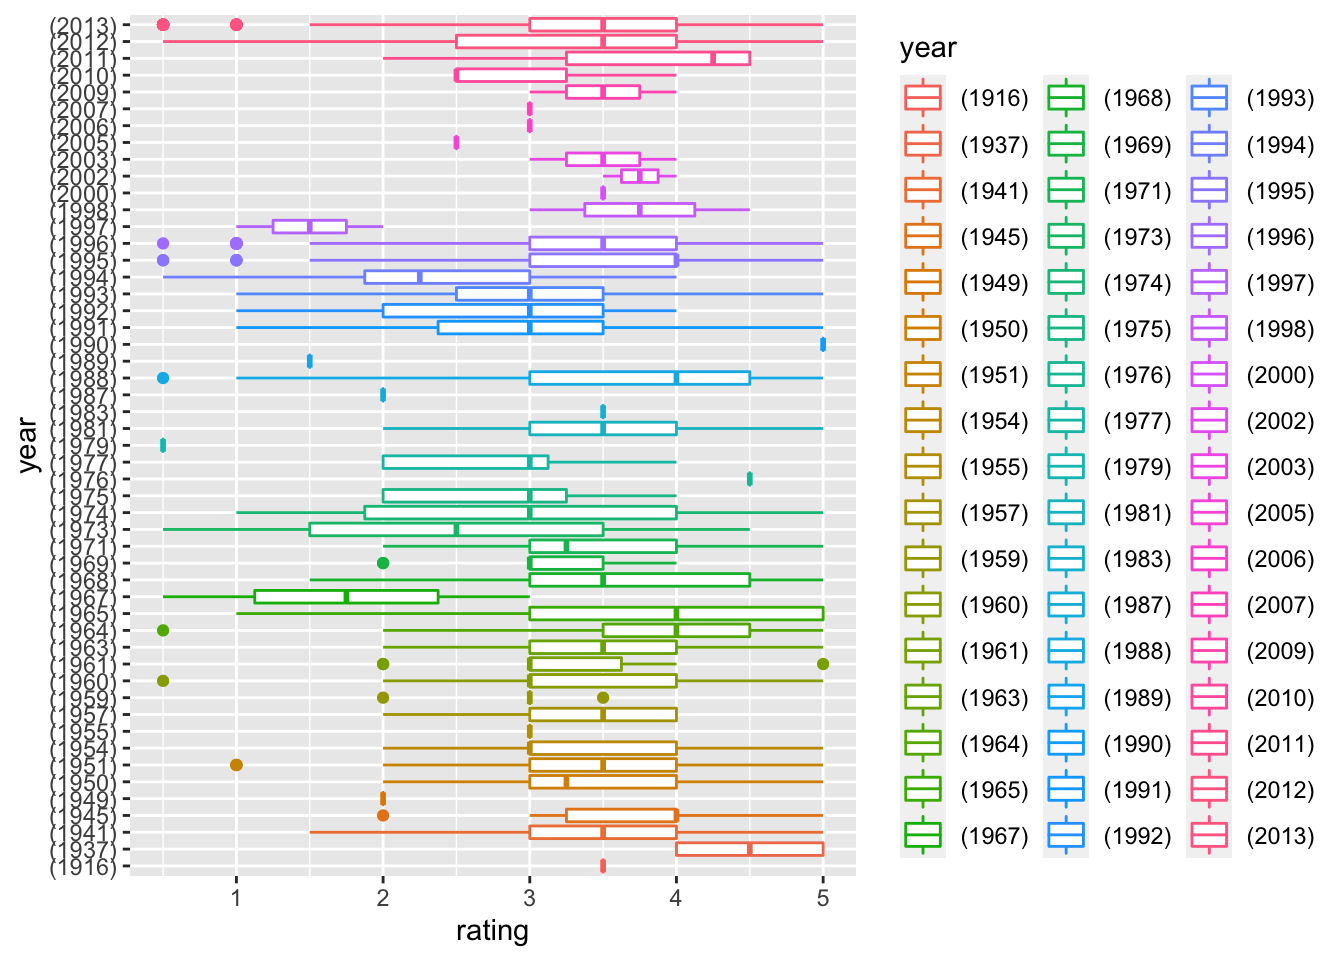 (2013)
(2012)
(2011)
(2010)
(2009)
(2007)
(2006)
(2005)
(2003)
(2002)
(2000)
(1998)
(1997)
(1996)
(1995)
(1994)
(1993)
(1992)
(1991)
(1990)
(1989)
(1988)
(1987)
(1983)
(1981)
(1979)
(1977)
(1976)
(1975)
(1974)
(1973)
(1971)
(1969)
(1968)
(1967)
(1965)
(1964)
(1963)
(1961)
(1960)
(1959)
(1957)
(1955)
(1954)
(1951)
(1950)
(1949)
(1945)
(1941)
(1937)
(1916)
year
1 2 3 4 5
rating
year
(1916) (1968) (1993)
(1937) (1969) (1994)
(1941) (1971) (1995)
(1945) (1973) (1996)
(1949) (1974) (1997)
(1950) (1975) (1998)
(1951) (1976) (2000)
(1954) (1977) (2002)
(1955) (1979) (2003)
(1957) (1981) (2005)
(1959) (1983) (2006)
(1960) (1987) (2007)
(1961) (1988) (2009)
(1963) (1989) (2010)
(1964) (1990) (2011)
(1965) (1991) (2012)
(1967) (1992) (2013)